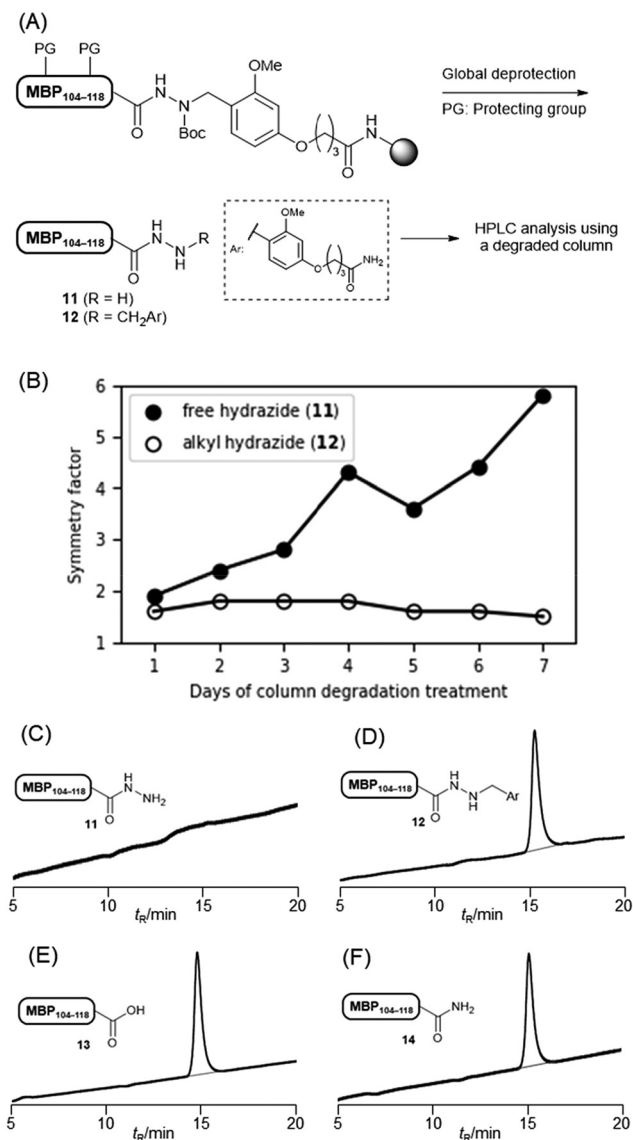 (A)
PG PG
MBP104–118
H
N
N
O
Boc
OMe
O
3
H
N
O
Global deprotection
PG: Protecting group
MBP104–118
H
N
N
H
R
O
11 (R = H)
12 (R = CH2Ar)
Ar:
OMe
O
3
NH2
O
HPLC analysis using
a degraded column
(B)
6
5
4
3
2
1
Symmetry factor
free hydrazide (11)
alkyl hydrazide (12)
1 2 3 4 5 6 7
Days of column degradation treatment
(C)
MBP104–118
H
N
NH2
O
11
5 10 15 20
tR/min
(D)
MBP104–118
H
N
N
H
Ar
O
12
5 10 15 20
tR/min
(E)
MBP104–118
OH
O
13
5 10 15 20
tR/min
(F)
MBP104–118
NH2
O
14
5 10 15 20
tR/min